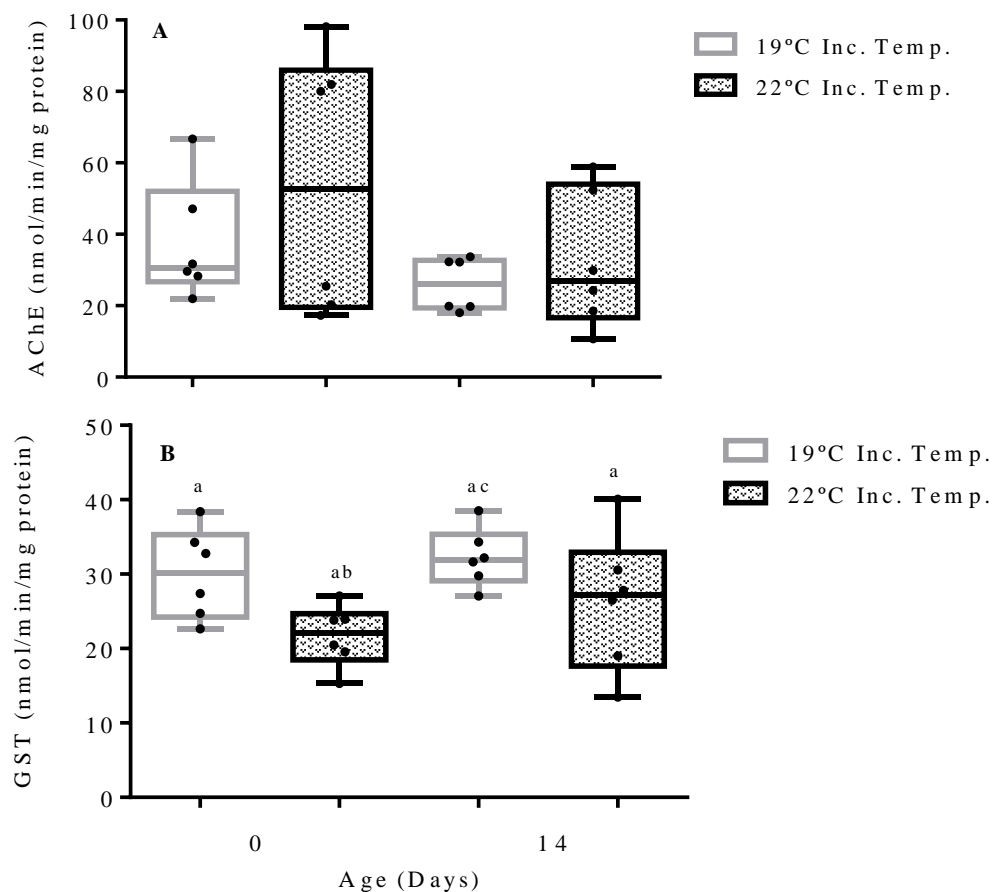 A
AChE (nmol/min/mg protein)
100
80
60
40
20
0
19°C Inc. Temp.
22°C Inc. Temp.
B
GST (nmol/min/mg protein)
50
40
30
20
10
0
a
ab
ac
a
19°C Inc. Temp.
22°C Inc. Temp.
0 14
Age (Days)